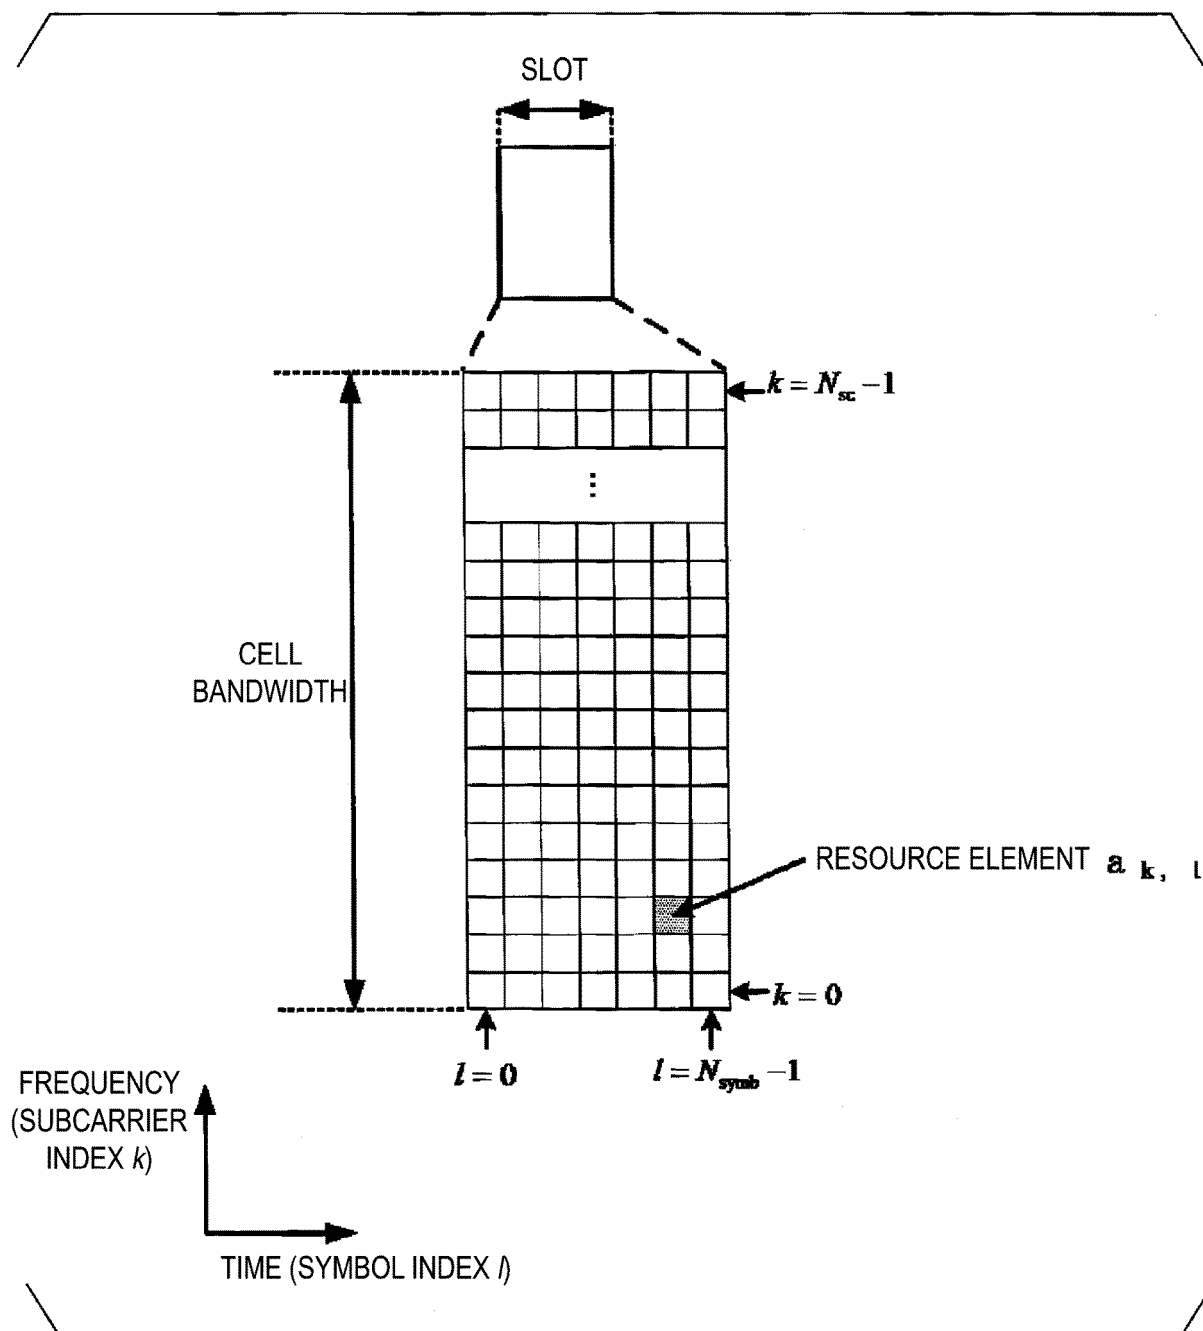 SLOT
k = N_sc − 1
⋮
CELL
BANDWIDTH
RESOURCE ELEMENT a k, l
k = 0
l = 0
l = N_symb − 1
FREQUENCY
(SUBCARRIER
INDEX k)
TIME (SYMBOL INDEX l)